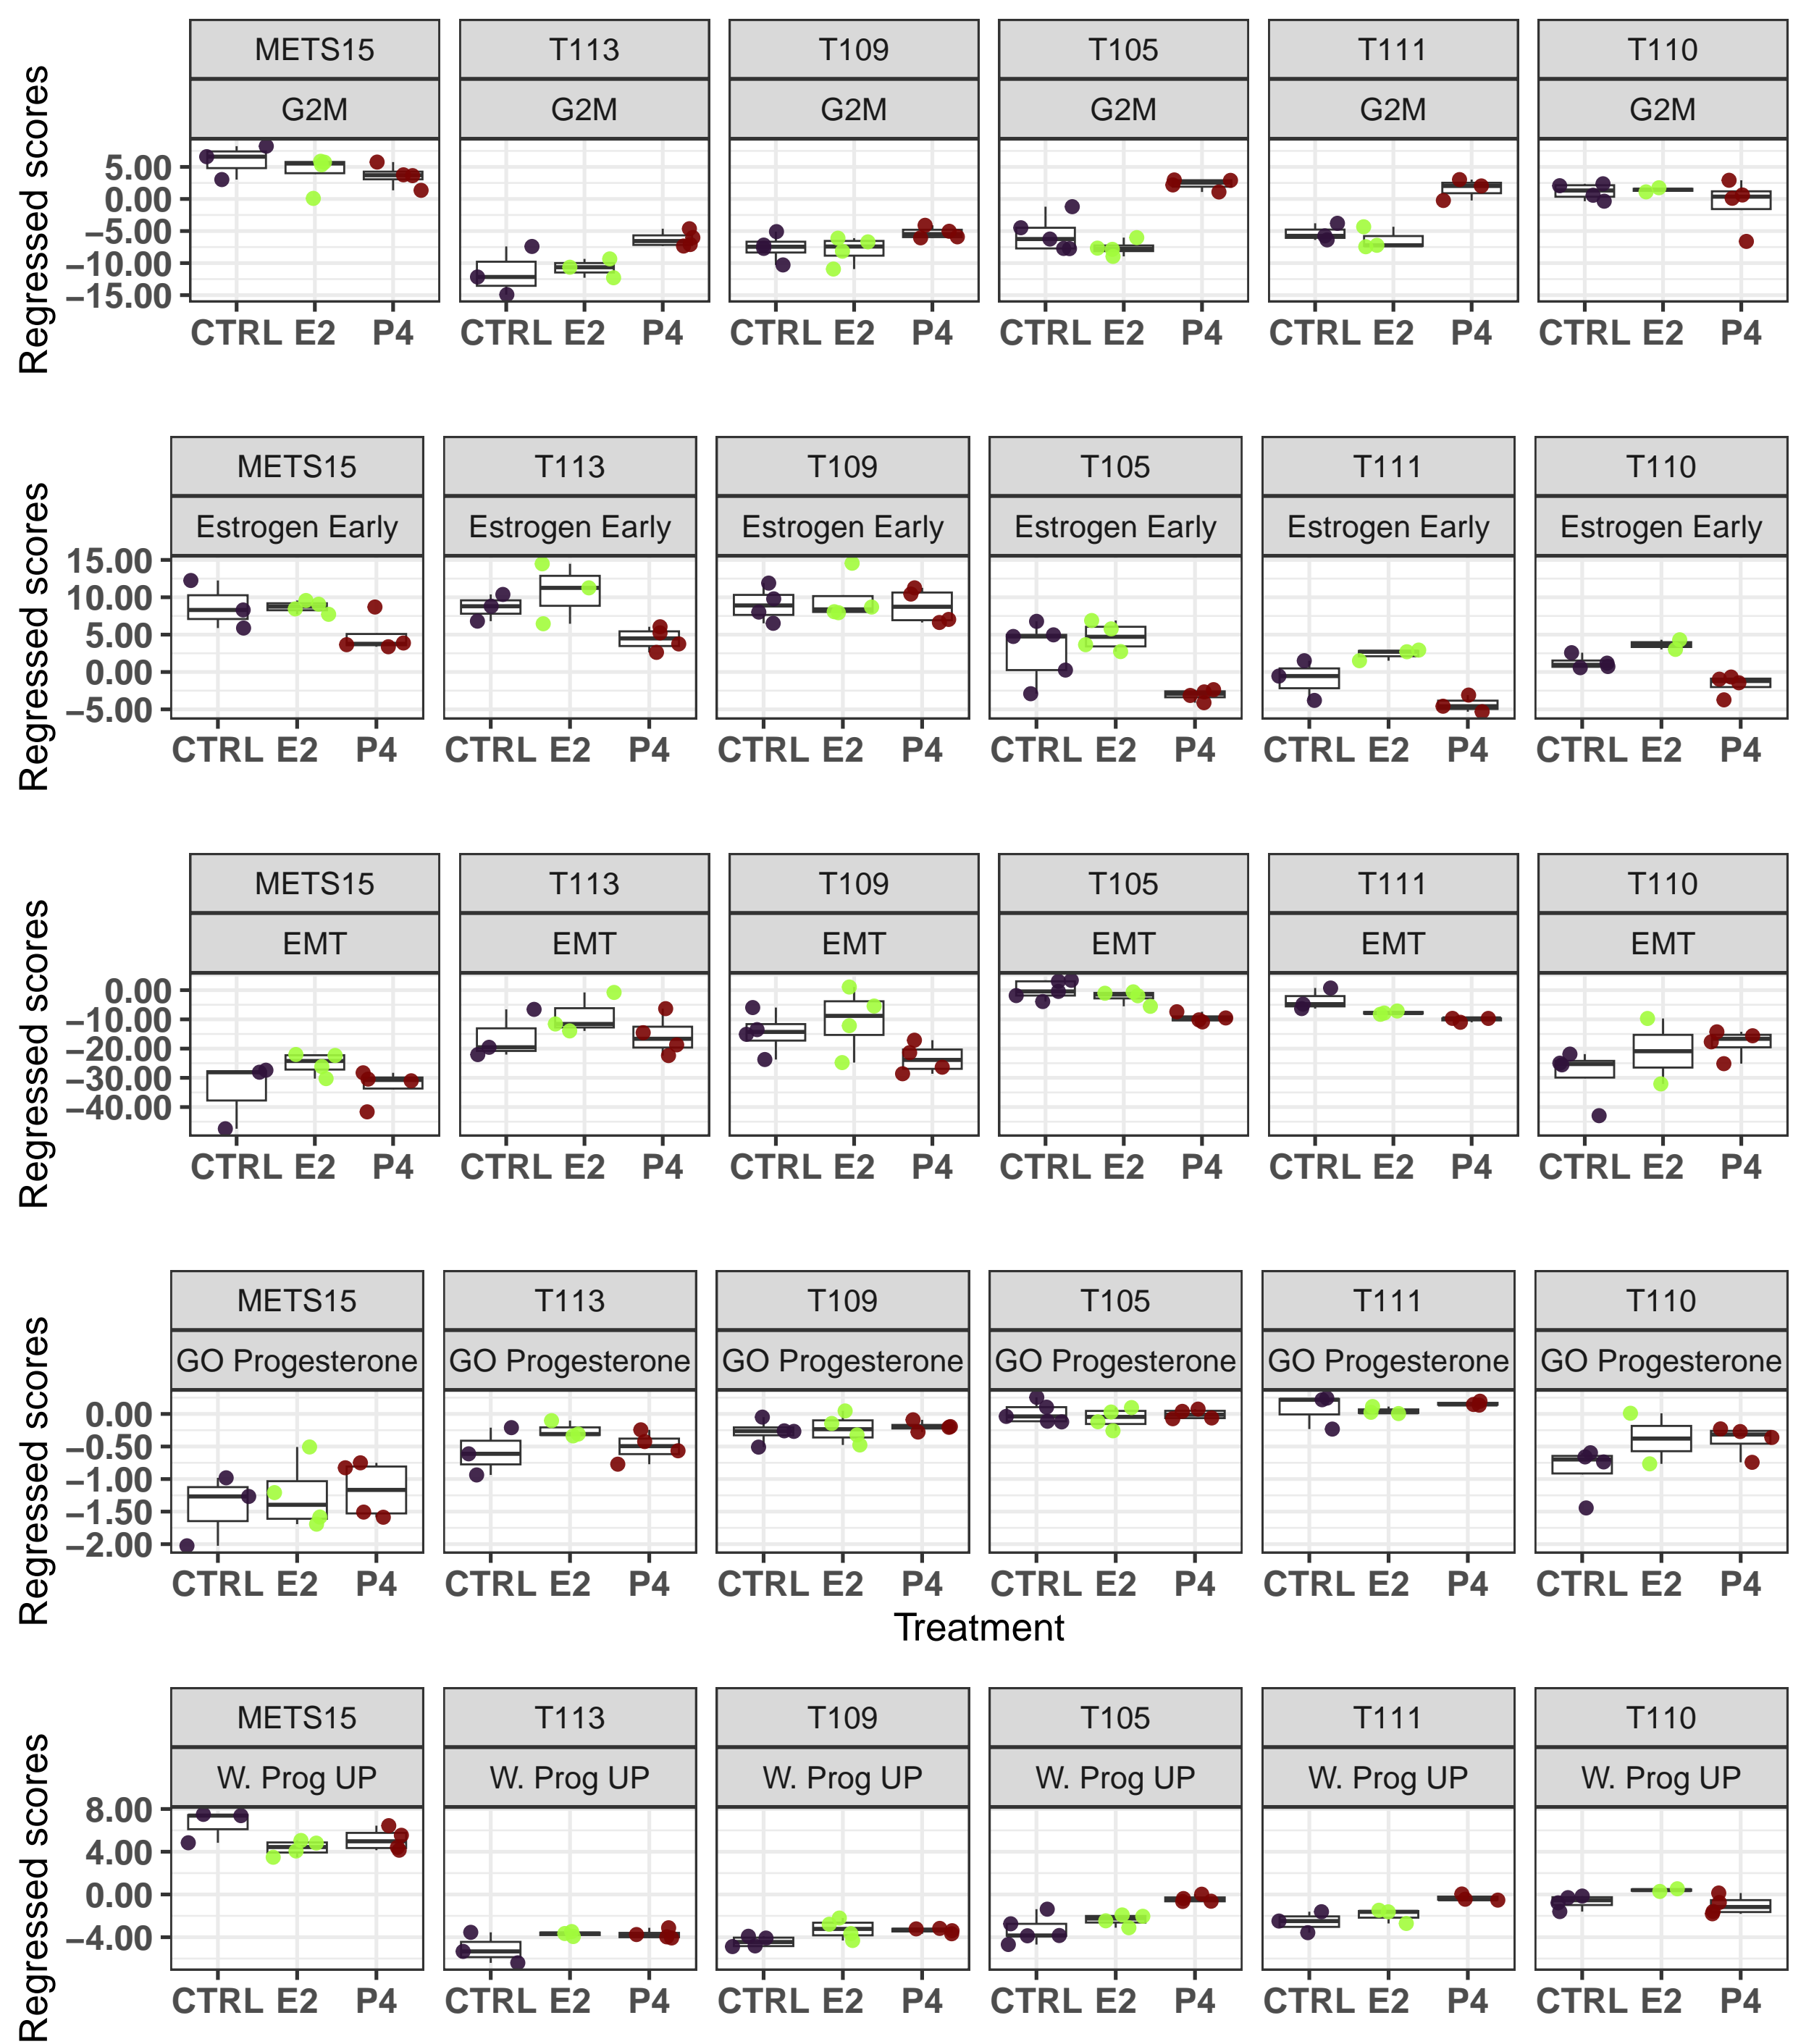 METS15 T113 T109 T105 T111 T110
G2M G2M G2M G2M G2M G2M
Regressed scores
5.00
0.00
−5.00
−10.00
−15.00
CTRL E2 P4 CTRL E2 P4 CTRL E2 P4 CTRL E2 P4 CTRL E2 P4 CTRL E2 P4
METS15 T113 T109 T105 T111 T110
Estrogen Early Estrogen Early Estrogen Early Estrogen Early Estrogen Early Estrogen Early
Regressed scores
15.00
10.00
5.00
0.00
−5.00
CTRL E2 P4 CTRL E2 P4 CTRL E2 P4 CTRL E2 P4 CTRL E2 P4 CTRL E2 P4
METS15 T113 T109 T105 T111 T110
EMT EMT EMT EMT EMT EMT
Regressed scores
0.00
−10.00
−20.00
−30.00
−40.00
CTRL E2 P4 CTRL E2 P4 CTRL E2 P4 CTRL E2 P4 CTRL E2 P4 CTRL E2 P4
METS15 T113 T109 T105 T111 T110
GO Progesterone GO Progesterone GO Progesterone GO Progesterone GO Progesterone GO Progesterone
Regressed scores
0.00
−0.50
−1.00
−1.50
−2.00
CTRL E2 P4 CTRL E2 P4 CTRL E2 P4 CTRL E2 P4 CTRL E2 P4 CTRL E2 P4
Treatment
METS15 T113 T109 T105 T111 T110
W. Prog UP W. Prog UP W. Prog UP W. Prog UP W. Prog UP W. Prog UP
Regressed scores
8.00
4.00
0.00
−4.00
CTRL E2 P4 CTRL E2 P4 CTRL E2 P4 CTRL E2 P4 CTRL E2 P4 CTRL E2 P4